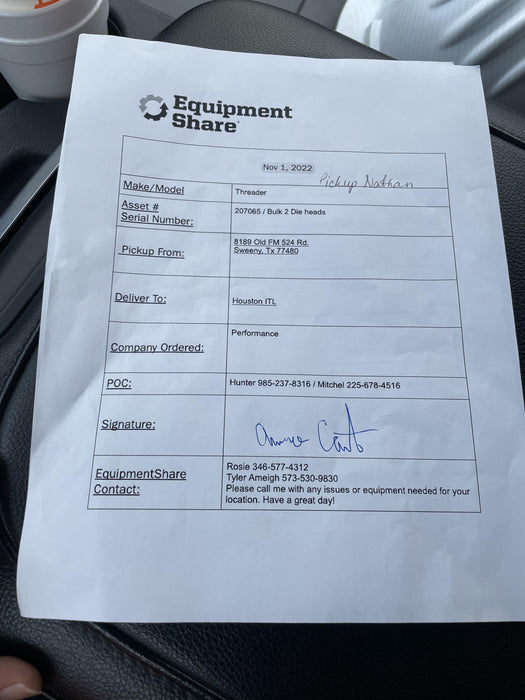 Equipment
Share
Nov 1, 2022
Pickup Nathan
Make/Model
Threader
Asset #
Serial Number:
207065 / Bulk 2 Die heads
Pickup From:
8189 Old FM 524 Rd.
Sweeny, Tx 77480
Deliver To:
Houston ITL
Company Ordered:
Performance
POC:
Hunter 985-237-8316 / Mitchel 225-678-4516
Signature:
EquipmentShare
Contact:
Rosie 346-577-4312
Tyler Ameigh 573-530-9830
Please call me with any issues or equipment needed for your
location. Have a great day!